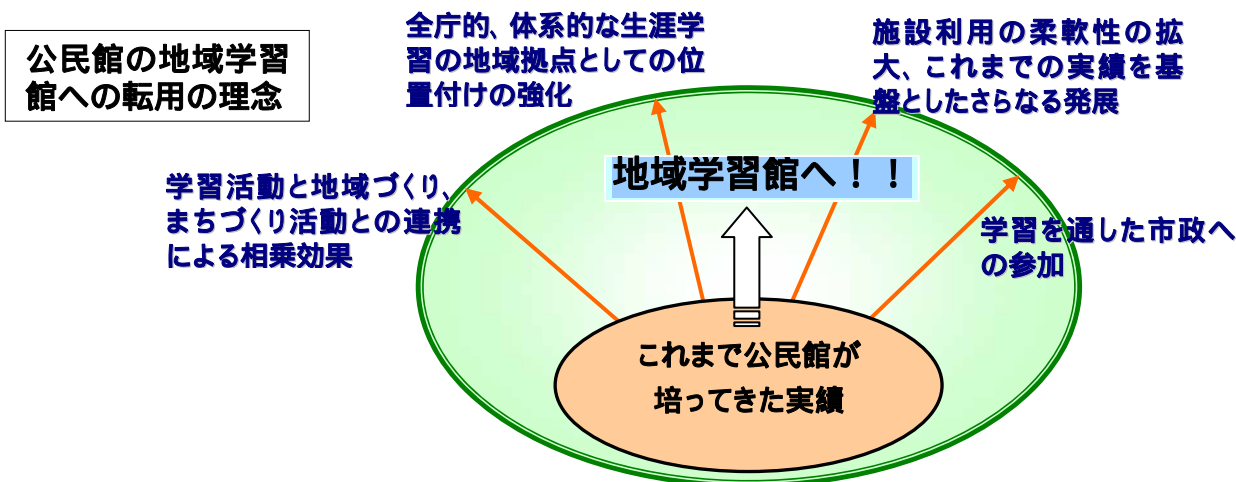 公民館の地域学習
館への転用の理念
全庁的、体系的な生涯学
習の地域拠点としての位
置付けの強化
施設利用の柔軟性の拡
大、これまでの実績を基
盤としたさらなる発展
学習活動と地域づくり、
まちづくり活動との連携
による相乗効果
地域学習館へ！！
学習を通した市政へ
の参加
これまで公民館が
培ってきた実績